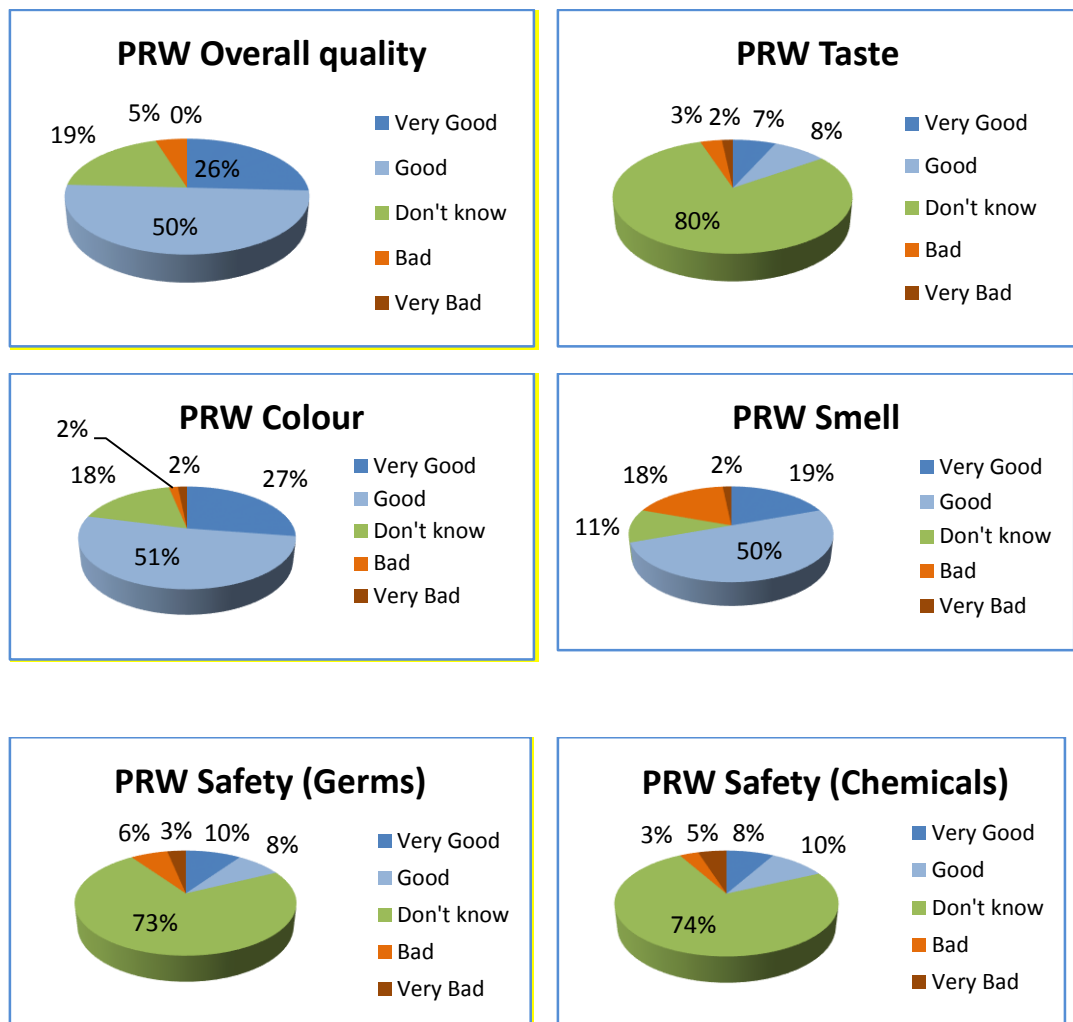 PRW Overall quality
5% 0%
19%
26%
50%
Very Good
Good
Don't know
Bad
Very Bad
PRW Taste
3% 2% 7%
8%
80%
Very Good
Good
Don't know
Bad
Very Bad
PRW Colour
2%
2%
18%
27%
51%
Very Good
Good
Don't know
Bad
Very Bad
PRW Smell
18%
2%
19%
11%
50%
Very Good
Good
Don't know
Bad
Very Bad
PRW Safety (Germs)
6% 3% 10%
8%
73%
Very Good
Good
Don't know
Bad
Very Bad
PRW Safety (Chemicals)
3% 5% 8%
10%
74%
Very Good
Good
Don't know
Bad
Very Bad